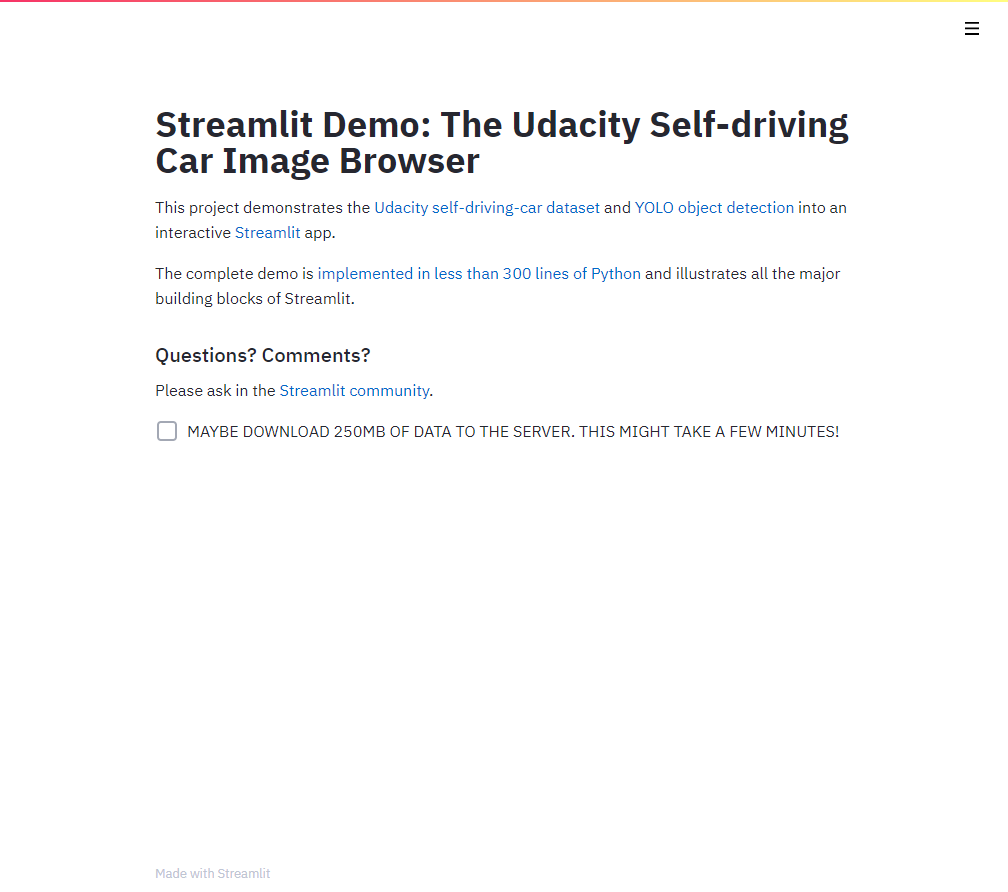 Streamlit Demo: The Udacity Self-driving
Car Image Browser
This project demonstrates the Udacity self-driving-car dataset and YOLO object detection into an
interactive Streamlit app.
The complete demo is implemented in less than 300 lines of Python and illustrates all the major
building blocks of Streamlit.
Questions? Comments?
Please ask in the Streamlit community.
MAYBE DOWNLOAD 250MB OF DATA TO THE SERVER. THIS MIGHT TAKE A FEW MINUTES!
Made with Streamlit